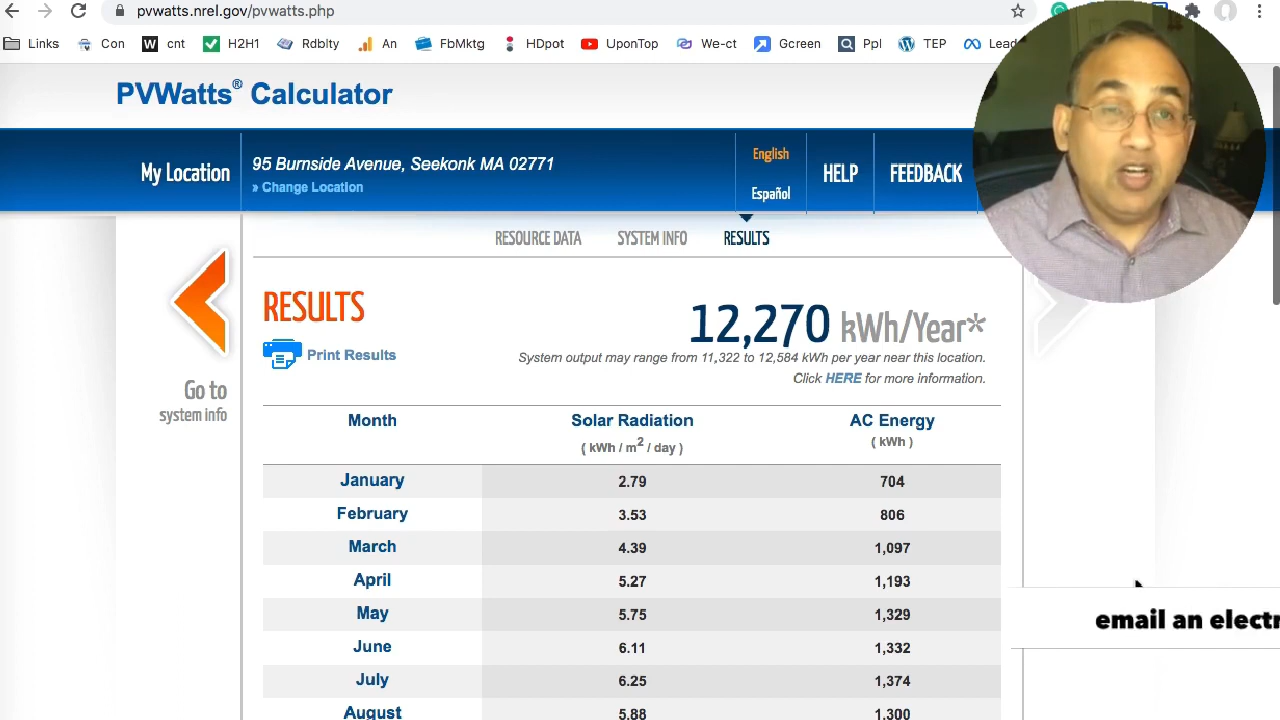 pvwatts.nrel.gov/pvwatts.php
Links Con W cnt H2H1 Rdblty An FbMktg HDpot UponTop We-ct Gcreen Ppl TEP Lead
PVWatts® Calculator
My Location
95 Burnside Avenue, Seekonk MA 02771
» Change Location
English
Español
HELP
FEEDBACK
RESOURCE DATA SYSTEM INFO RESULTS
Go to
system info
RESULTS
Print Results
12,270 kWh/Year*
System output may range from 11,322 to 12,584 kWh per year near this location.
Click HERE for more information.
Month Solar Radiation AC Energy
( kWh / m2 / day ) ( kWh )
January 2.79 704
February 3.53 806
March 4.39 1,097
April 5.27 1,193
May 5.75 1,329
June 6.11 1,332
July 6.25 1,374
August 5.88 1,300
email an electr